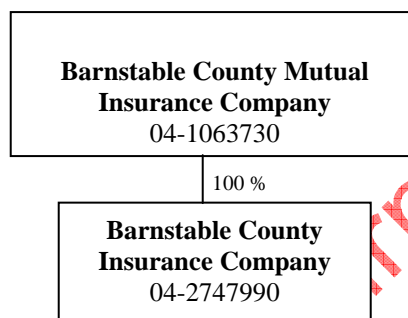 Barnstable County Mutual
Insurance Company
04-1063730
100 %
Barnstable County
Insurance Company
04-2747990